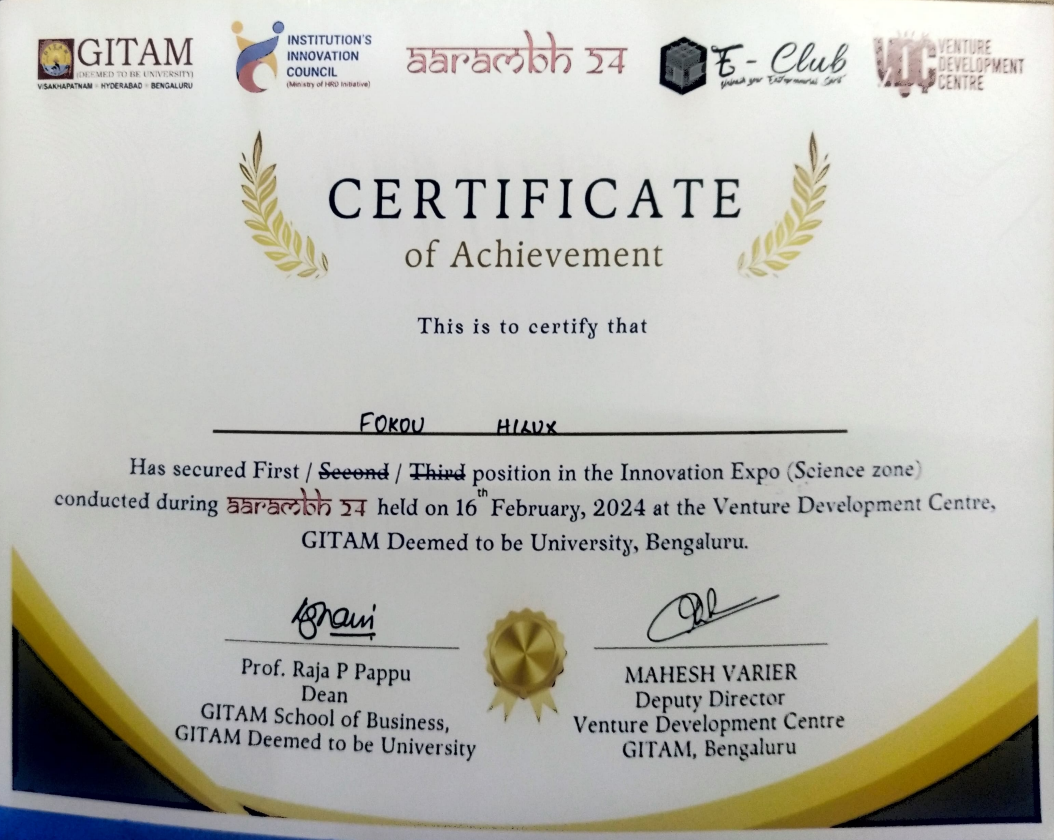 GITAM
(DEEMED TO BE UNIVERSITY)
VISAKHAPATNAM HYDERABAD BENGALURU
INSTITUTION'S
INNOVATION
COUNCIL
(Ministry of HRD Initiative)
aarambh 24
E - Club
Unleash your Entrepreneurial Spirit
VDC
VENTURE
DEVELOPMENT
CENTRE
CERTIFICATE
of Achievement
This is to certify that
FOKOU HILUX
Has secured First / Second / Third position in the Innovation Expo (Science zone)
conducted during aarambh 24 held on 16th February, 2024 at the Venture Development Centre,
GITAM Deemed to be University, Bengaluru.
Prof. Raja P Pappu
Dean
GITAM School of Business,
GITAM Deemed to be University
MAHESH VARIER
Deputy Director
Venture Development Centre
GITAM, Bengaluru